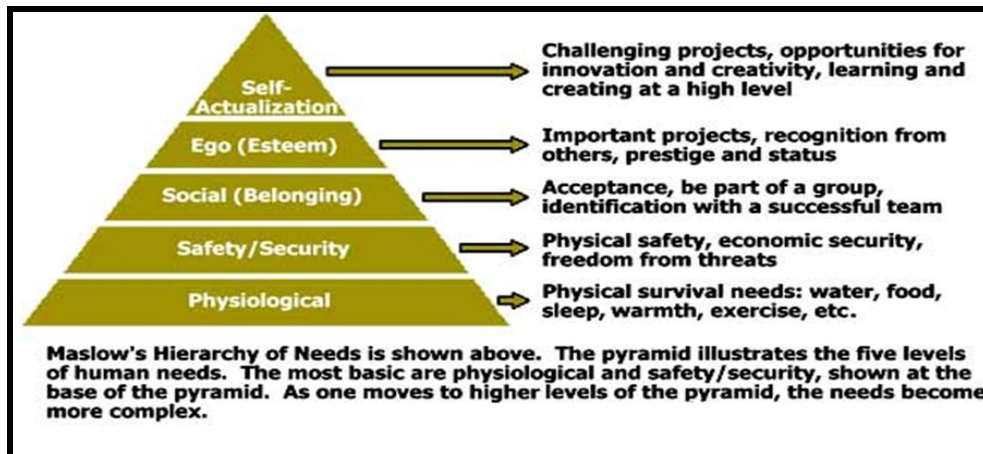 Self-
Actualization
Challenging projects, opportunities for
innovation and creativity, learning and
creating at a high level
Ego (Esteem)
Important projects, recognition from
others, prestige and status
Social (Belonging)
Acceptance, be part of a group,
identification with a successful team
Safety/Security
Physical safety, economic security,
freedom from threats
Physiological
Physical survival needs: water, food,
sleep, warmth, exercise, etc.
Maslow's Hierarchy of Needs is shown above. The pyramid illustrates the five levels
of human needs. The most basic are physiological and safety/security, shown at the
base of the pyramid. As one moves to higher levels of the pyramid, the needs become
more complex.